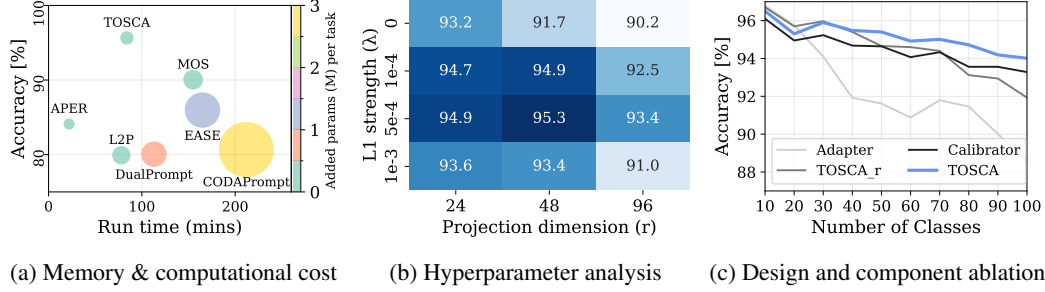 100
90
80
Accuracy [%]
TOSCA
MOS
APER
EASE
L2P
DualPrompt
CODAPrompt
0 100 200
Run time (mins)
3
2
1
0
Added params (M) per task
(a) Memory & computational cost
L1 strength (λ)
0 93.2 91.7 90.2
1e-4 94.7 94.9 92.5
5e-4 94.9 95.3 93.4
1e-3 93.6 93.4 91.0
24 48 96
Projection dimension (r)
(b) Hyperparameter analysis
96
94
92
90
88
Accuracy [%]
Adapter Calibrator
TOSCA_r TOSCA
10 20 30 40 50 60 70 80 90 100
Number of Classes
(c) Design and component ablation